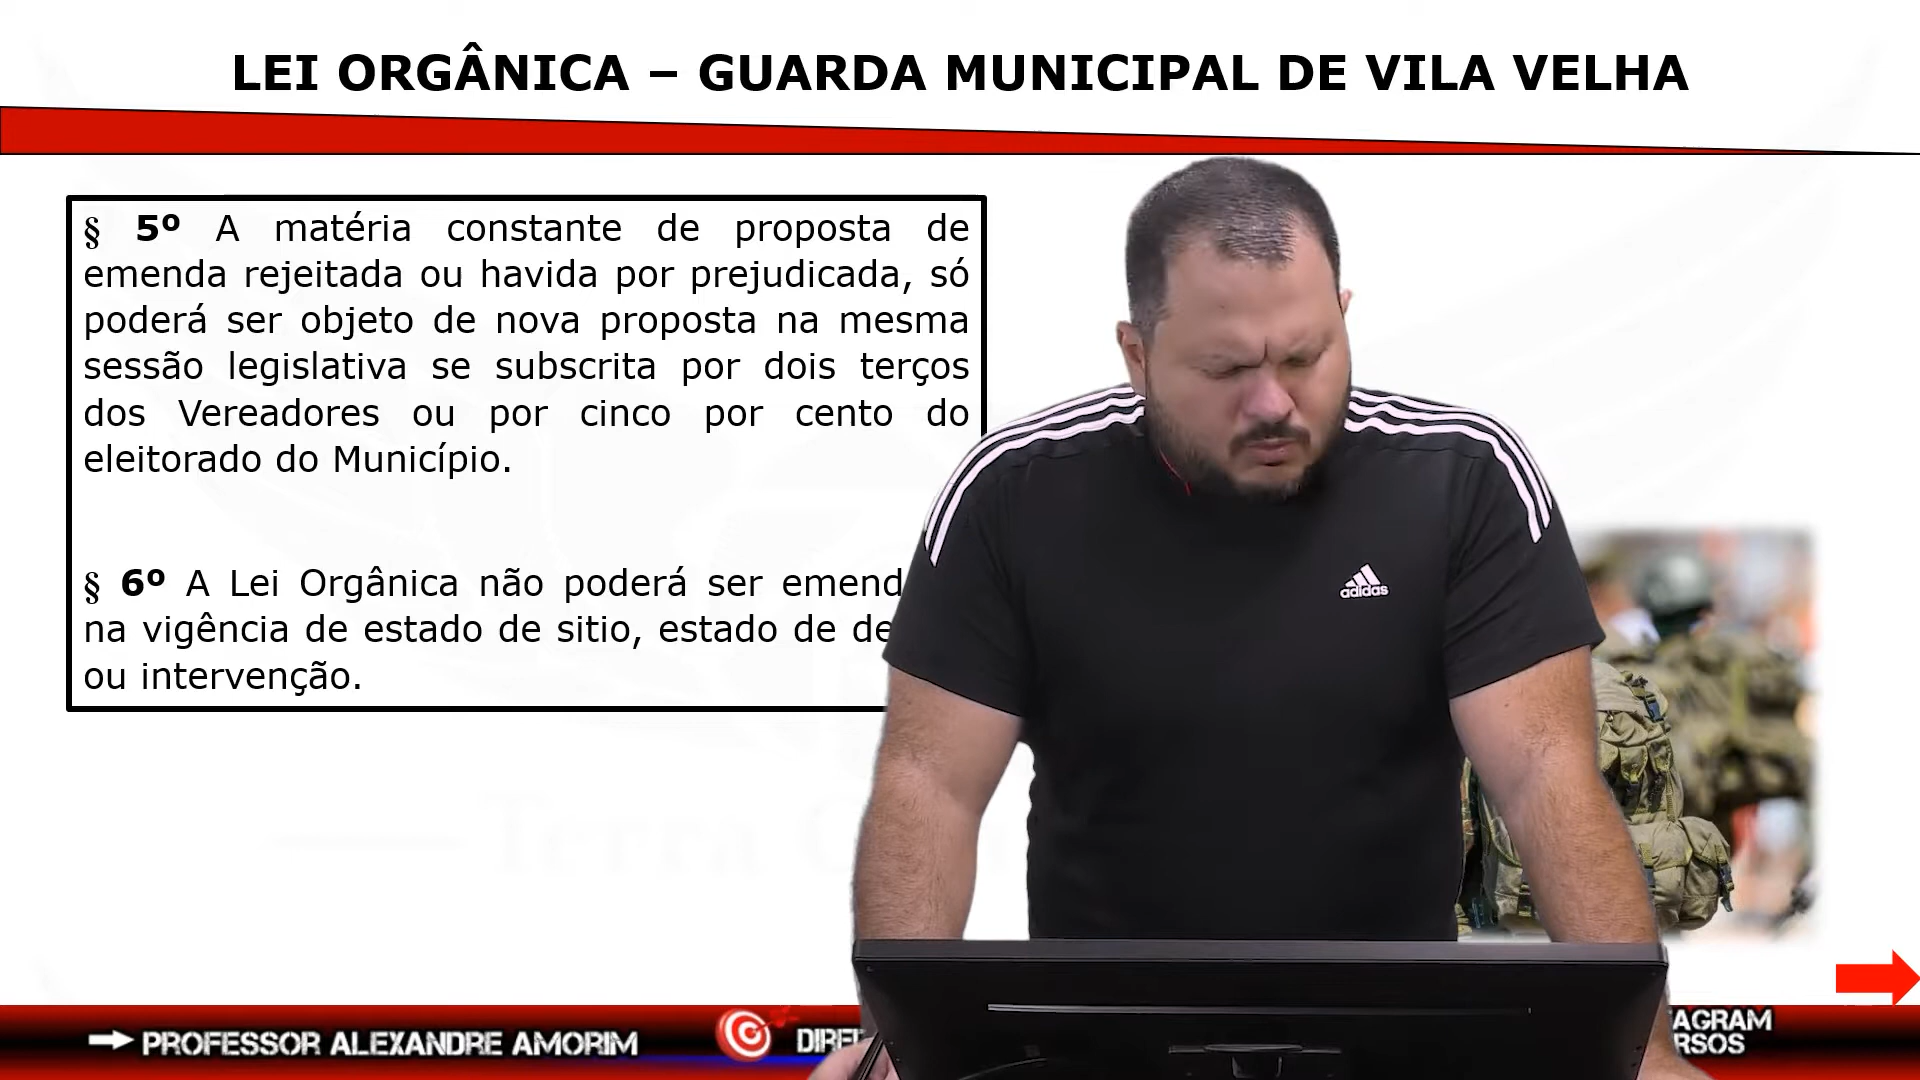 LEI ORGÂNICA – GUARDA MUNICIPAL DE VILA VELHA
§ 5º A matéria constante de proposta de
emenda rejeitada ou havida por prejudicada, só
poderá ser objeto de nova proposta na mesma
sessão legislativa se subscrita por dois terços
dos Vereadores ou por cinco por cento do
eleitorado do Município.
§ 6º A Lei Orgânica não poderá ser emend
na vigência de estado de sitio, estado de de
ou intervenção.
adidas
Terra
PROFESSOR ALEXANDRE AMORIM
DIRE
AGRAM
RSOS